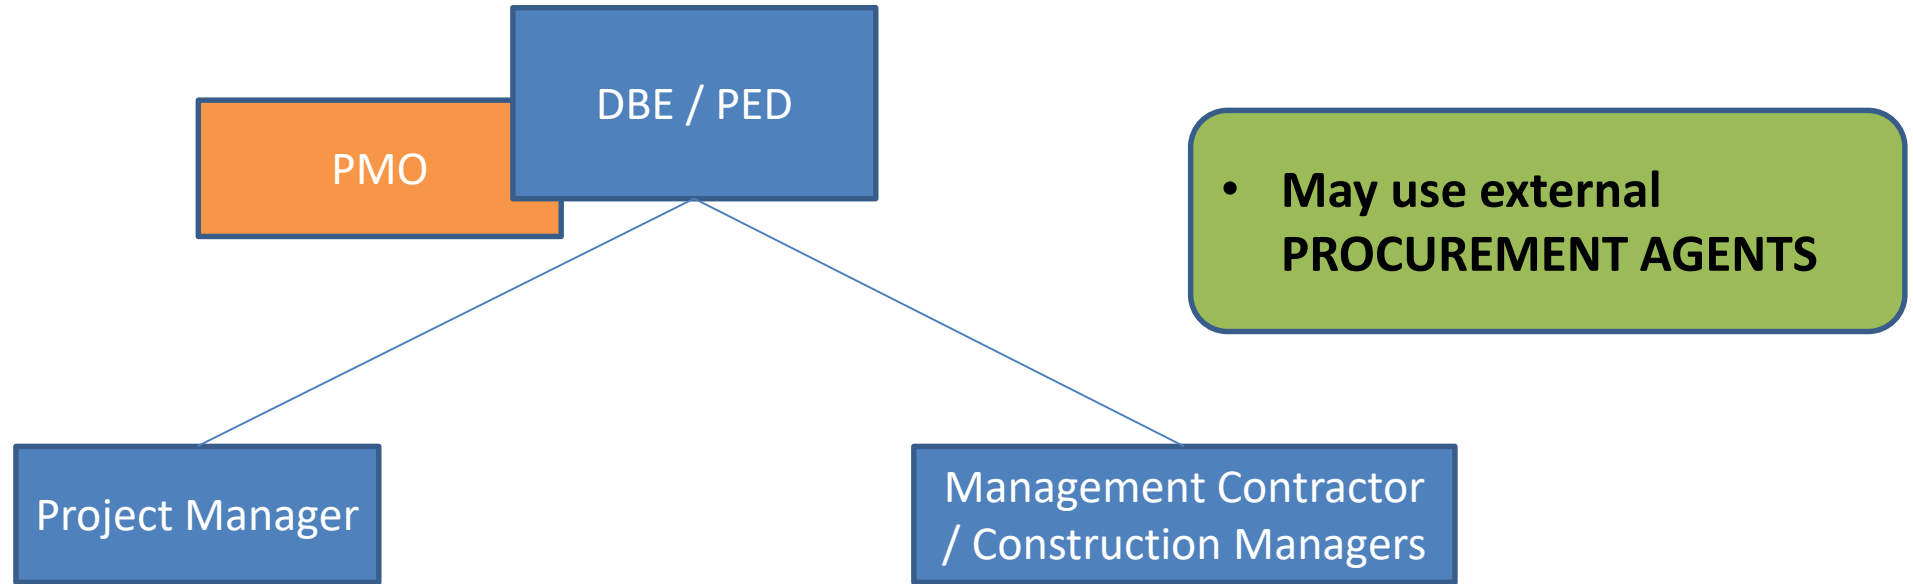 DBE / PED
PMO
• May use external
PROCUREMENT AGENTS
Project Manager
Management Contractor
/ Construction Managers